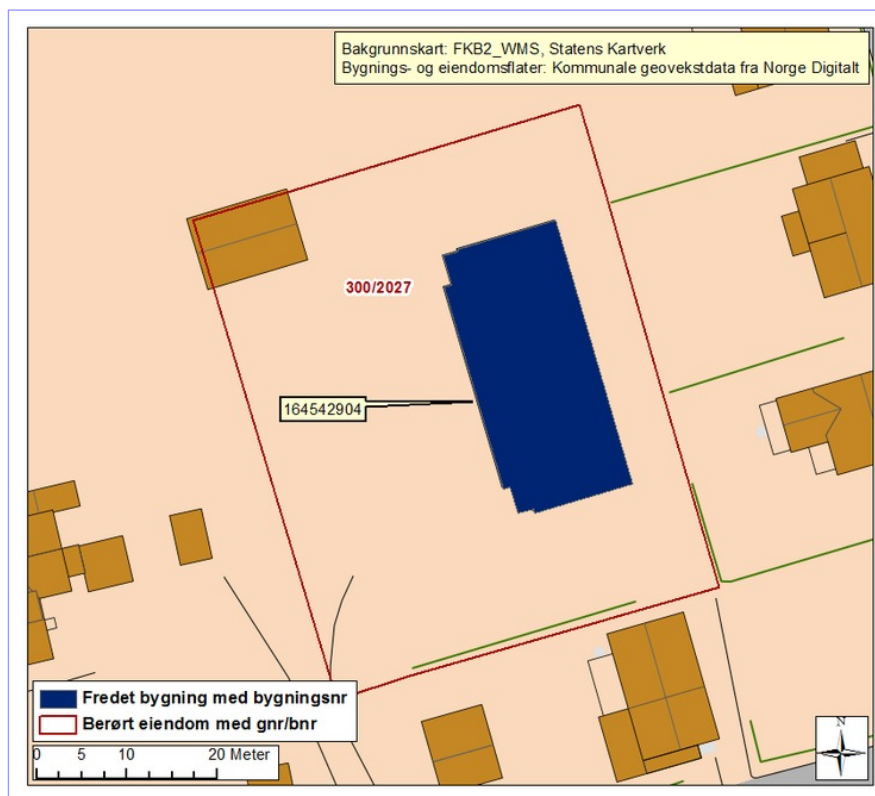 Bakgrunnskart: FKB2_WMS, Statens Kartverk
Bygnings- og eiendomsflater: Kommunale geovekstdata fra Norge Digitalt
300/2027
164542904
Fredet bygning med bygningsnr
Berørt eiendom med gnr/bnr
0 5 10 20 Meter
N